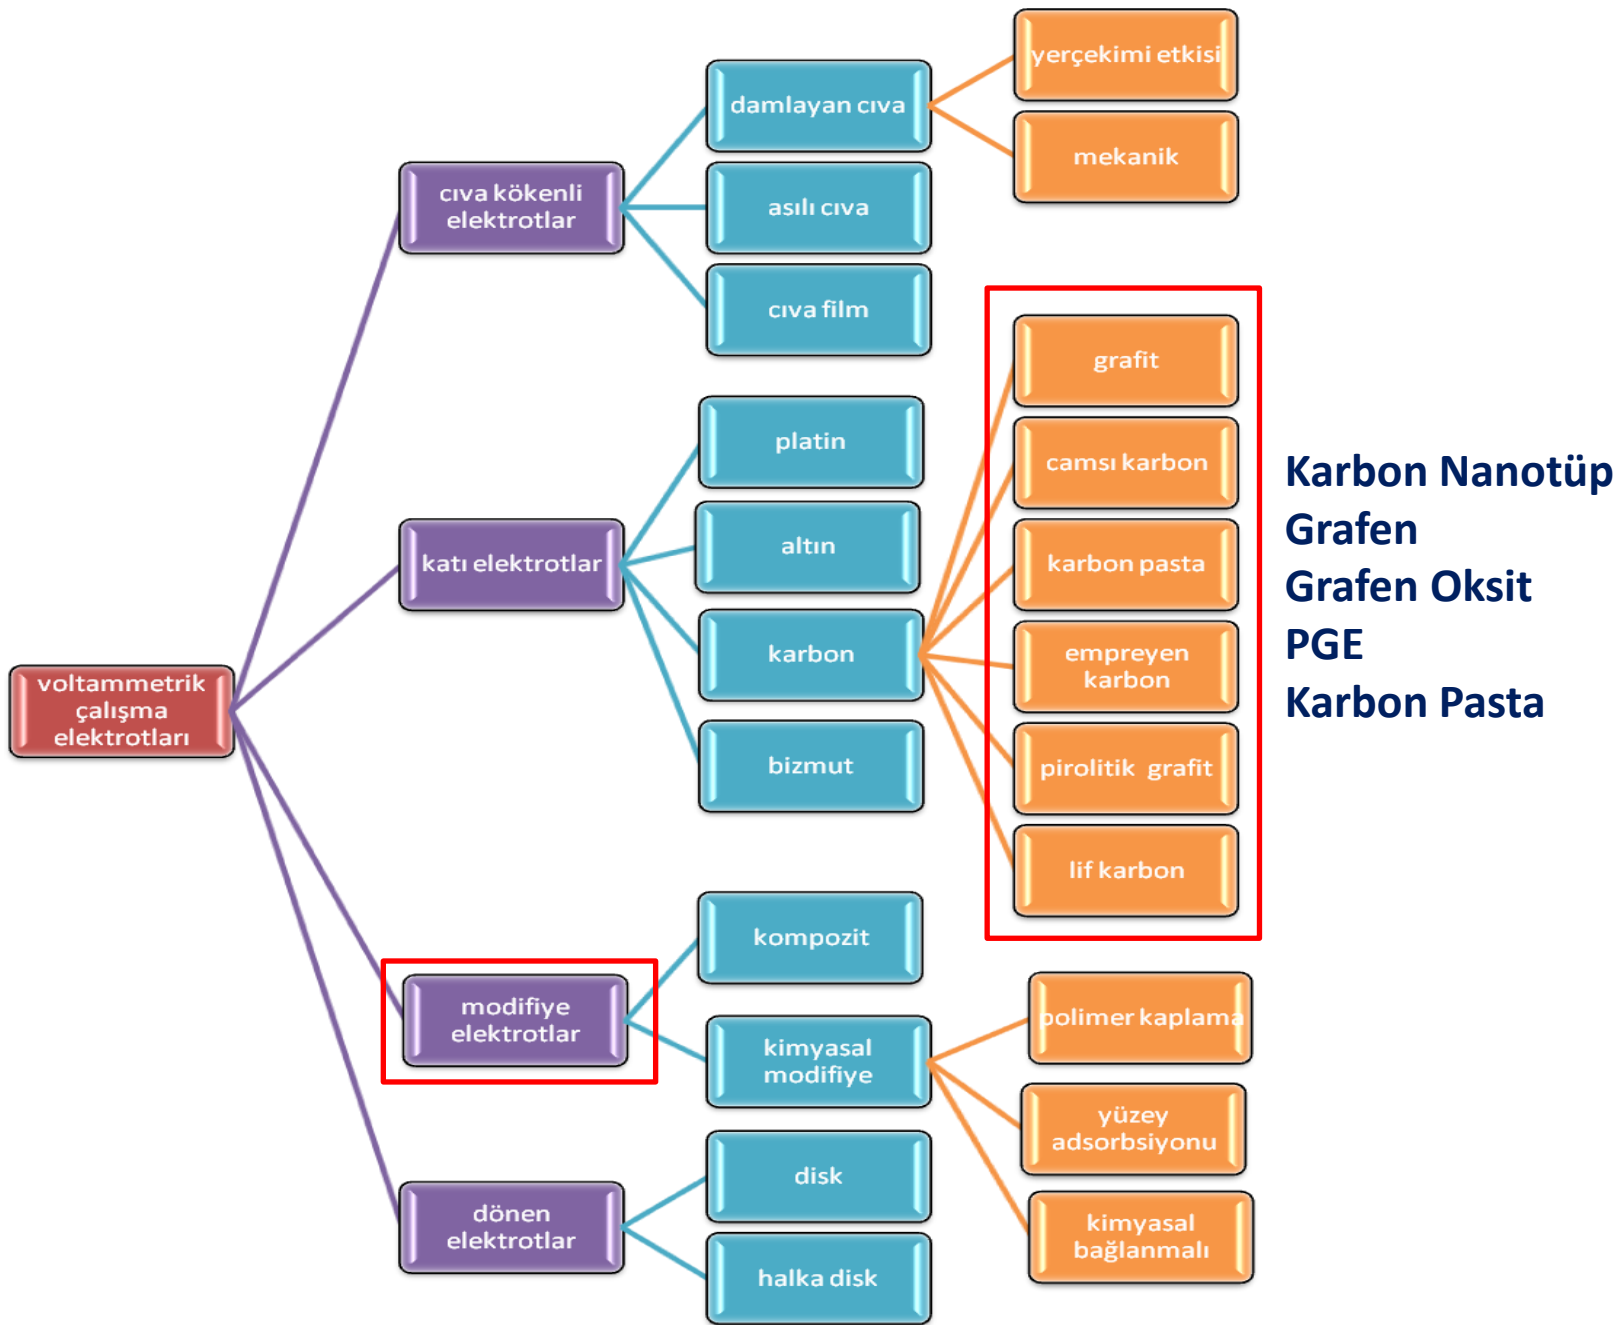 voltammetrik
çalışma
elektrotları
cıva kökenli
elektrotlar
damlayan cıva
yerçekimi etkisi
mekanik
asılı cıva
cıva film
katı elektrotlar
platin
altın
karbon
grafit
camsı karbon
karbon pasta
empreyen
karbon
pirolitik grafit
lif karbon
bizmut
Karbon Nanotüp
Grafen
Grafen Oksit
PGE
Karbon Pasta
modifiye
elektrotlar
kompozit
kimyasal
modifiye
polimer kaplama
yüzey
adsorbsiyonu
kimyasal
bağlanmalı
dönen
elektrotlar
disk
halka disk